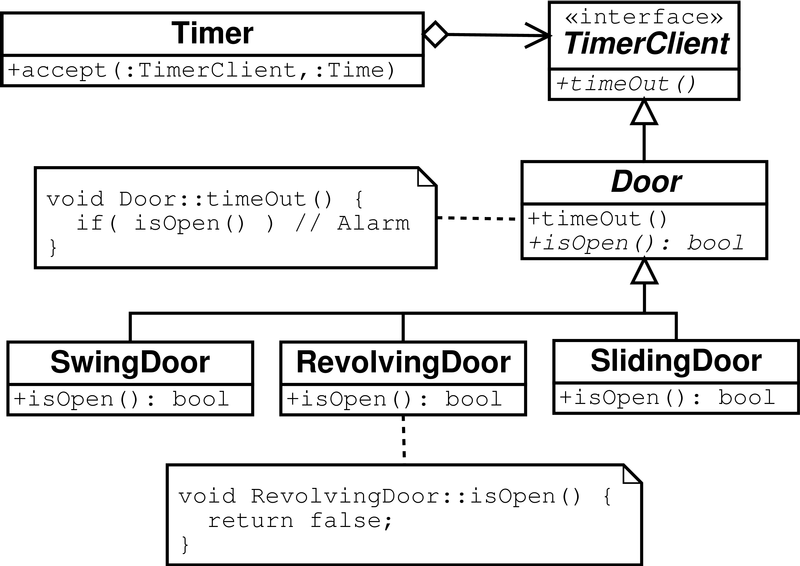 Timer
+accept(:TimerClient,:Time)
«interface»
TimerClient
+timeOut()
void Door::timeOut() {
  if( isOpen() ) // Alarm
}
Door
+timeOut()
+isOpen(): bool
SwingDoor
+isOpen(): bool
RevolvingDoor
+isOpen(): bool
SlidingDoor
+isOpen(): bool
void RevolvingDoor::isOpen() {
  return false;
}